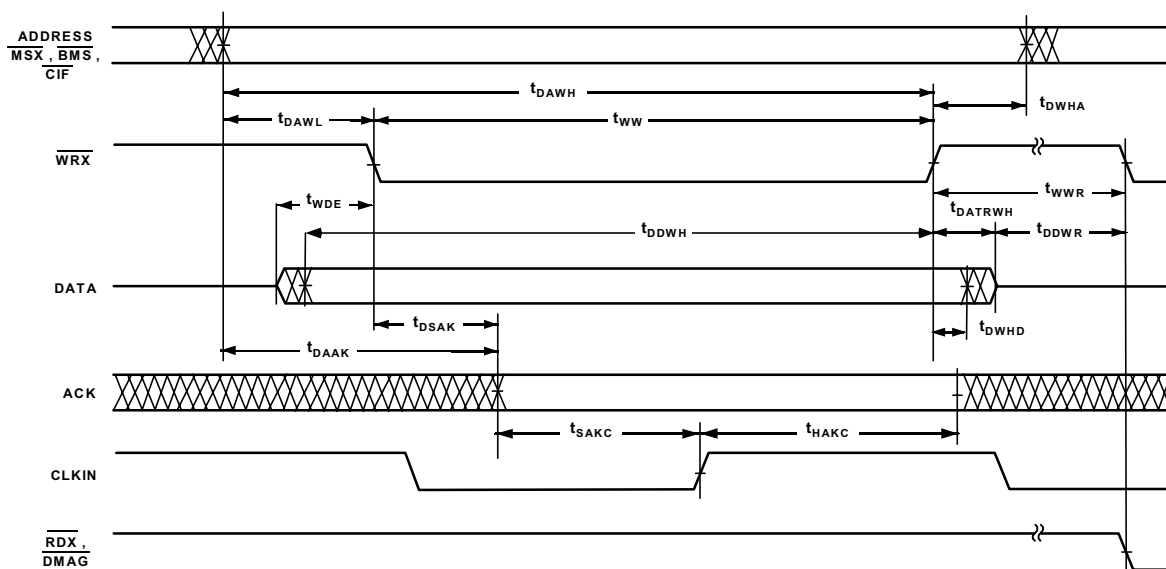 ADDRESS
MSX , BMS ,
CIF
tDAWH
tDWHA
tDAWL
tWW
WRX
tWDE
tWWR
tDATRWH
tDDWH
tDDWR
DATA
tDSAK
tDWHD
tDAAK
ACK
tSAKC
tHAKC
CLKIN
RDX ,
DMAG